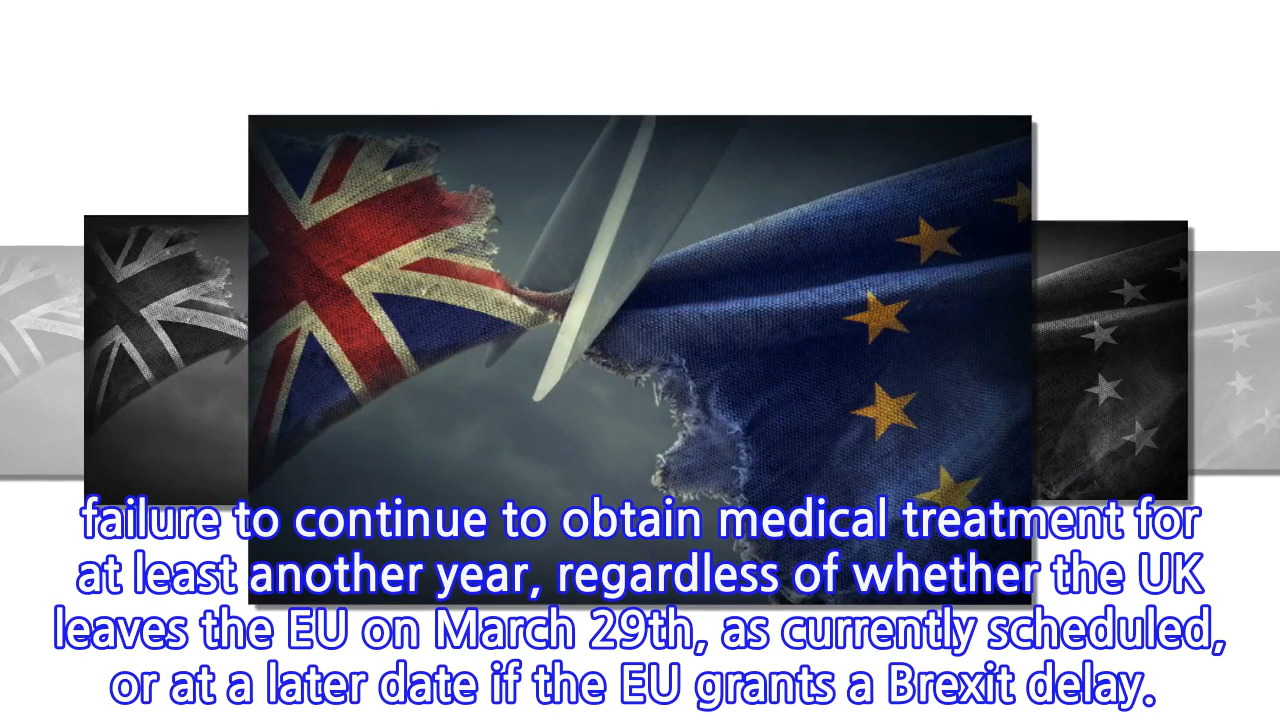 failure to continue to obtain medical treatment for
at least another year, regardless of whether the UK
leaves the EU on March 29th, as currently scheduled,
or at a later date if the EU grants a Brexit delay.